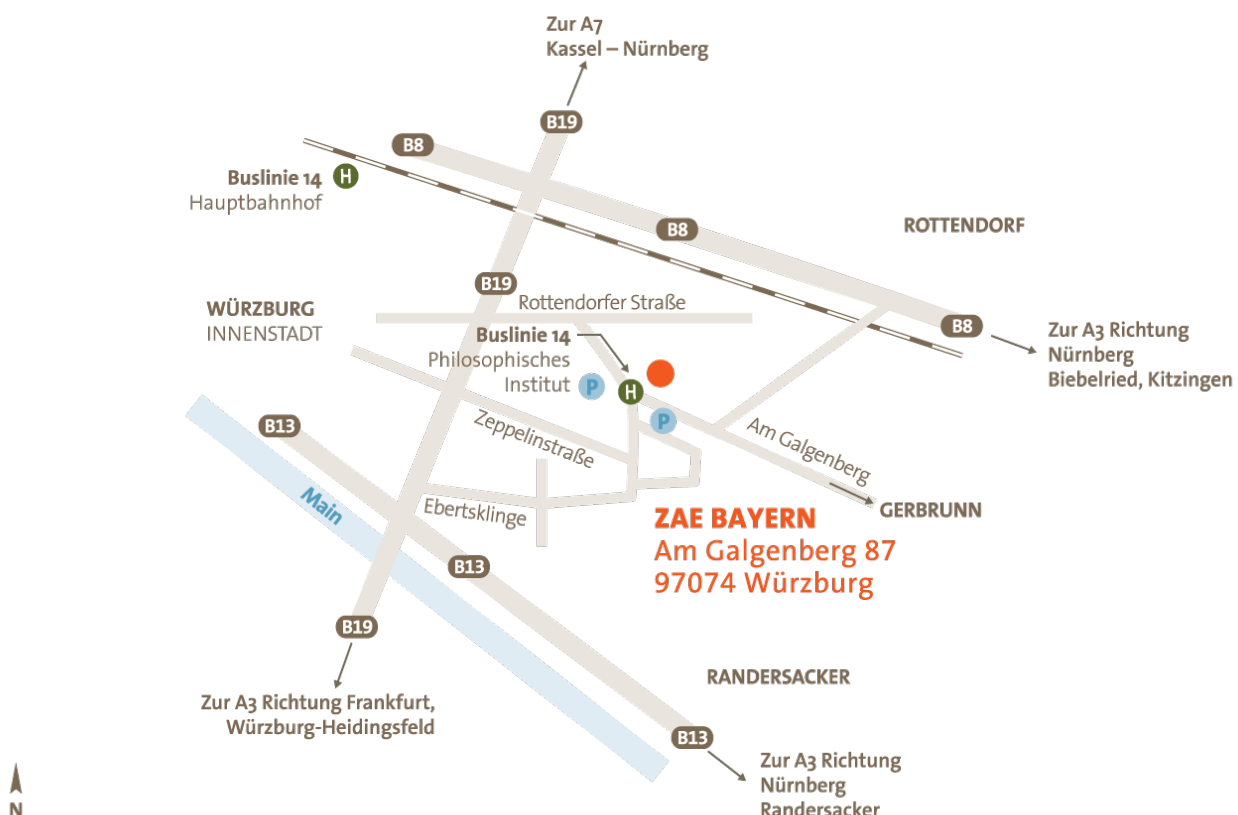 Zur A7
Kassel – Nürnberg
B19
B8
Buslinie 14 H
Hauptbahnhof
B8
ROTTENDORF
B19
Rottendorfer Straße
WÜRZBURG
INNENSTADT
B8
Zur A3 Richtung
Nürnberg
Biebelried, Kitzingen
Buslinie 14
Philosophisches
Institut
P
H
P
B13
Zeppelinstraße
Am Galgenberg
Main
Ebertsklinge
GERBRUNN
ZAE BAYERN
Am Galgenberg 87
97074 Würzburg
B13
B19
RANDERSACKER
Zur A3 Richtung Frankfurt,
Würzburg-Heidingsfeld
B13
Zur A3 Richtung
Nürnberg
Randersacker
N